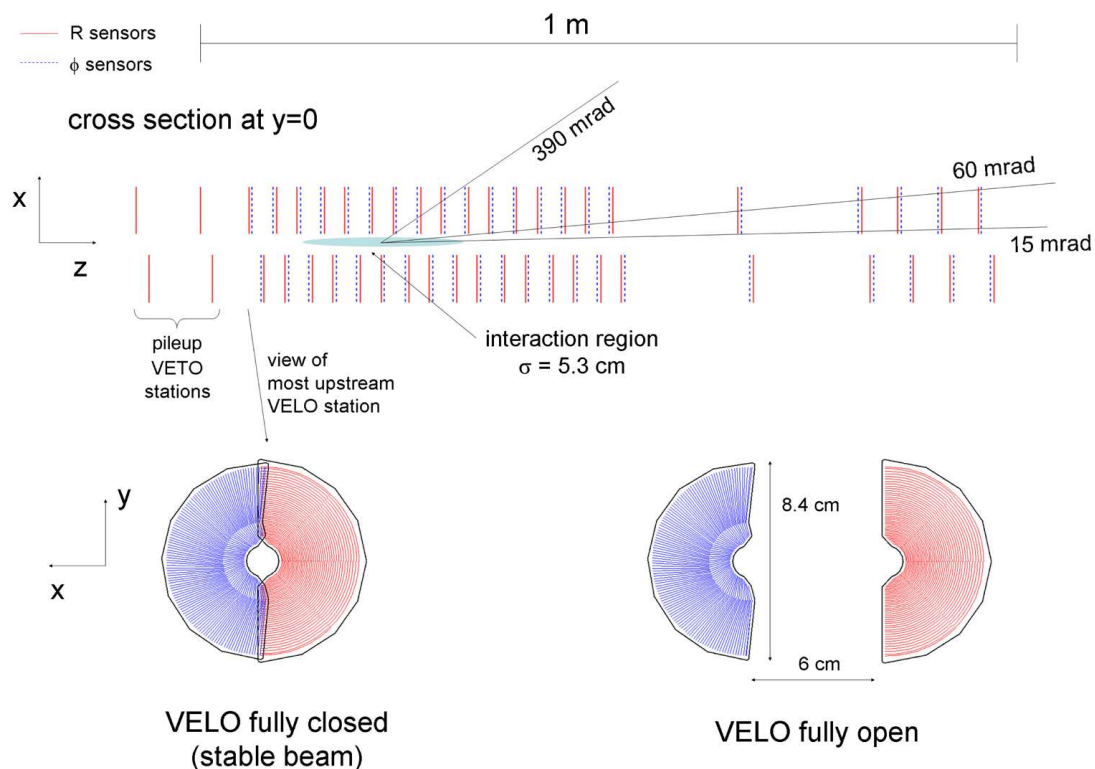 1 m
R sensors
ϕ sensors
cross section at y=0
390 mrad
60 mrad
15 mrad
x
z
interaction region
σ = 5.3 cm
pileup
VETO
stations
view of
most upstream
VELO station
y
x
8.4 cm
6 cm
VELO fully closed
(stable beam)
VELO fully open